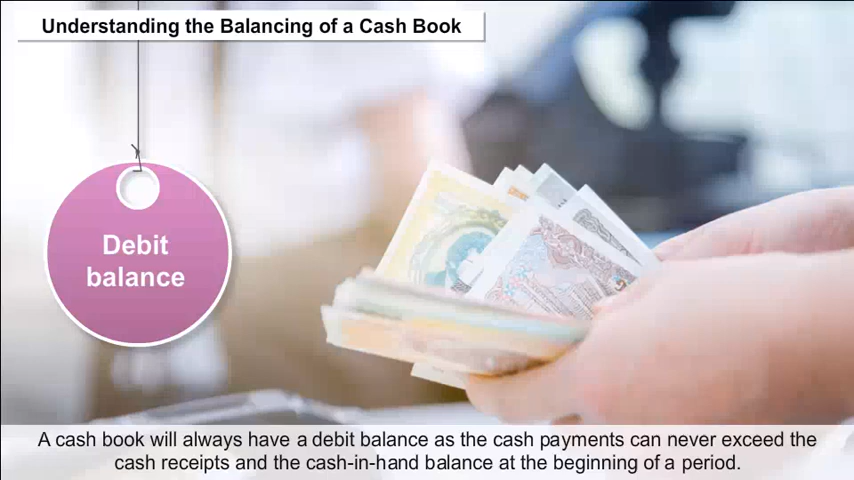 Understanding the Balancing of a Cash Book
Debit
balance
A cash book will always have a debit balance as the cash payments can never exceed the
cash receipts and the cash-in-hand balance at the beginning of a period.